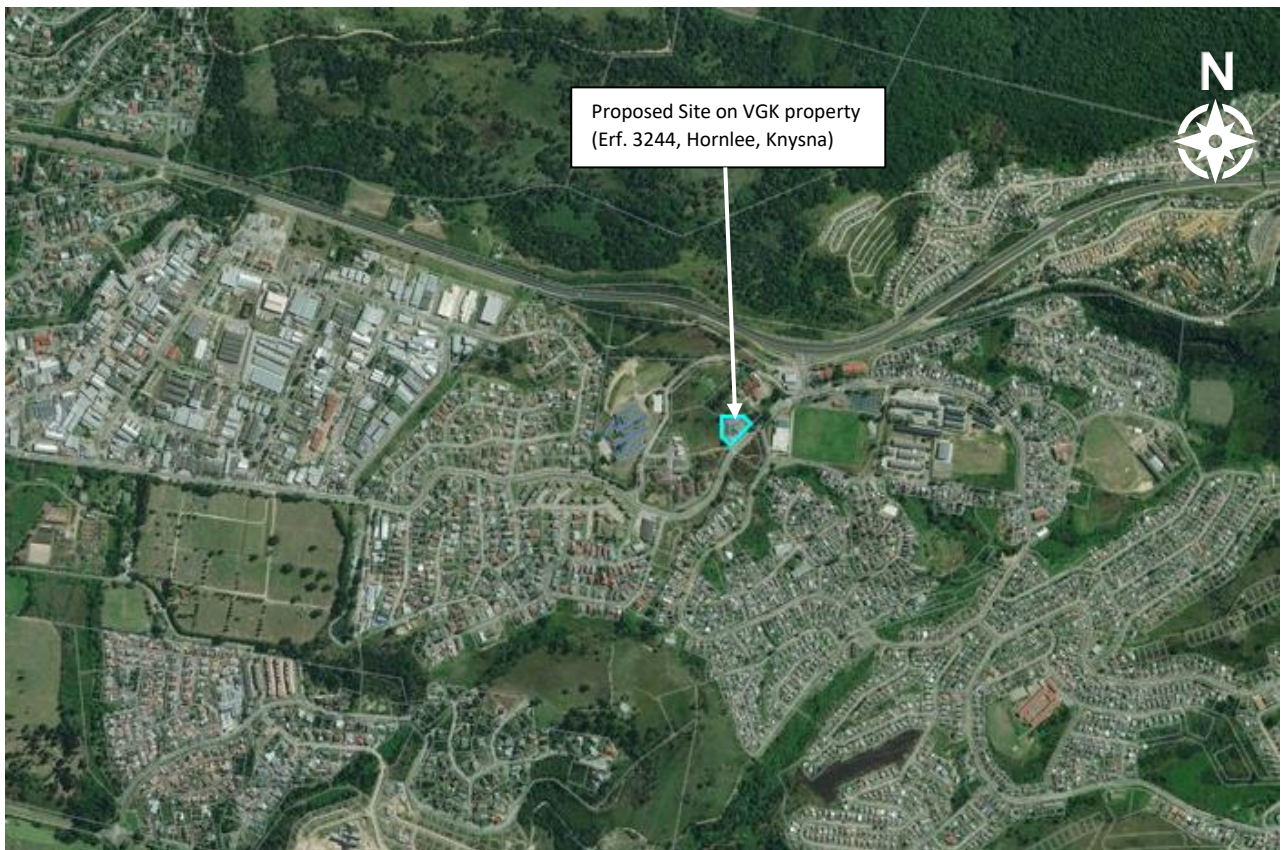 N
Proposed Site on VGK property
(Erf. 3244, Hornlee, Knysna)